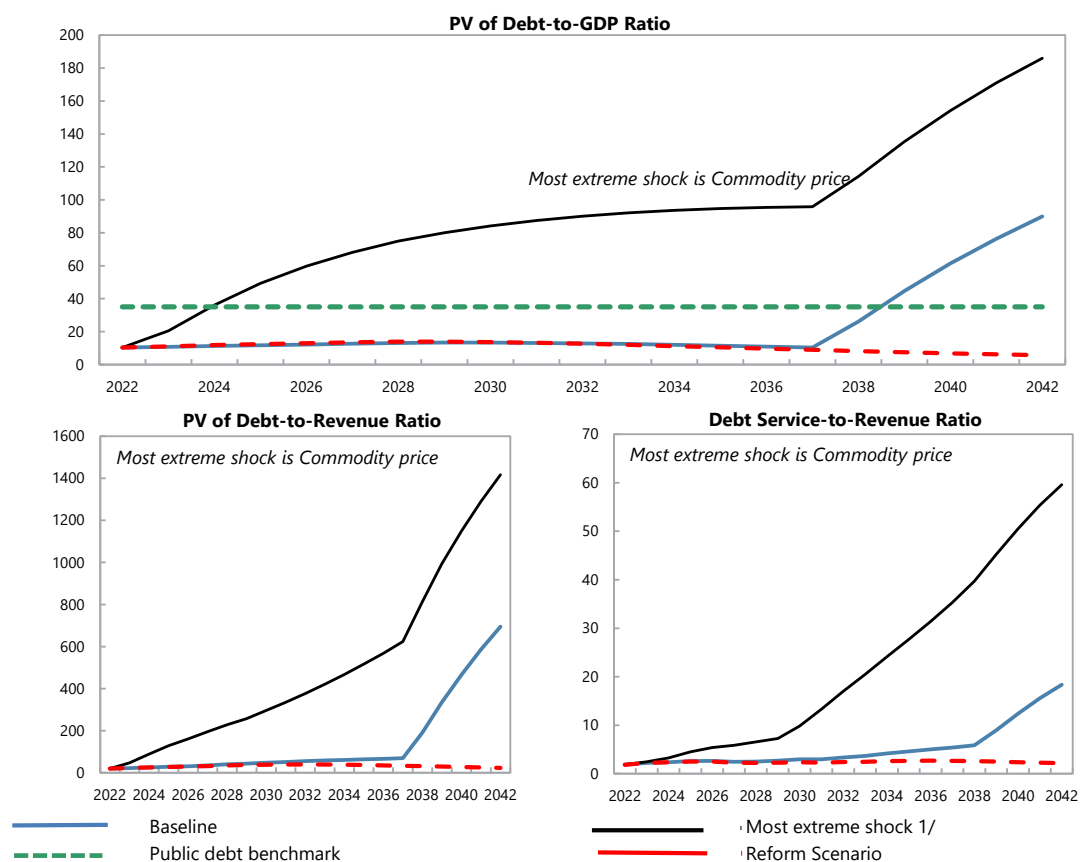 PV of Debt-to-GDP Ratio
200
180
160
140
120
100
80
60
40
20
0
Most extreme shock is Commodity price
2022 2024 2026 2028 2030 2032 2034 2036 2038 2040 2042
PV of Debt-to-Revenue Ratio
1600
1400
1200
1000
800
600
400
200
0
Most extreme shock is Commodity price
2022 2024 2026 2028 2030 2032 2034 2036 2038 2040 2042
Debt Service-to-Revenue Ratio
70
60
50
40
30
20
10
0
Most extreme shock is Commodity price
2022 2024 2026 2028 2030 2032 2034 2036 2038 2040 2042
Baseline
Public debt benchmark
Most extreme shock 1/
Reform Scenario